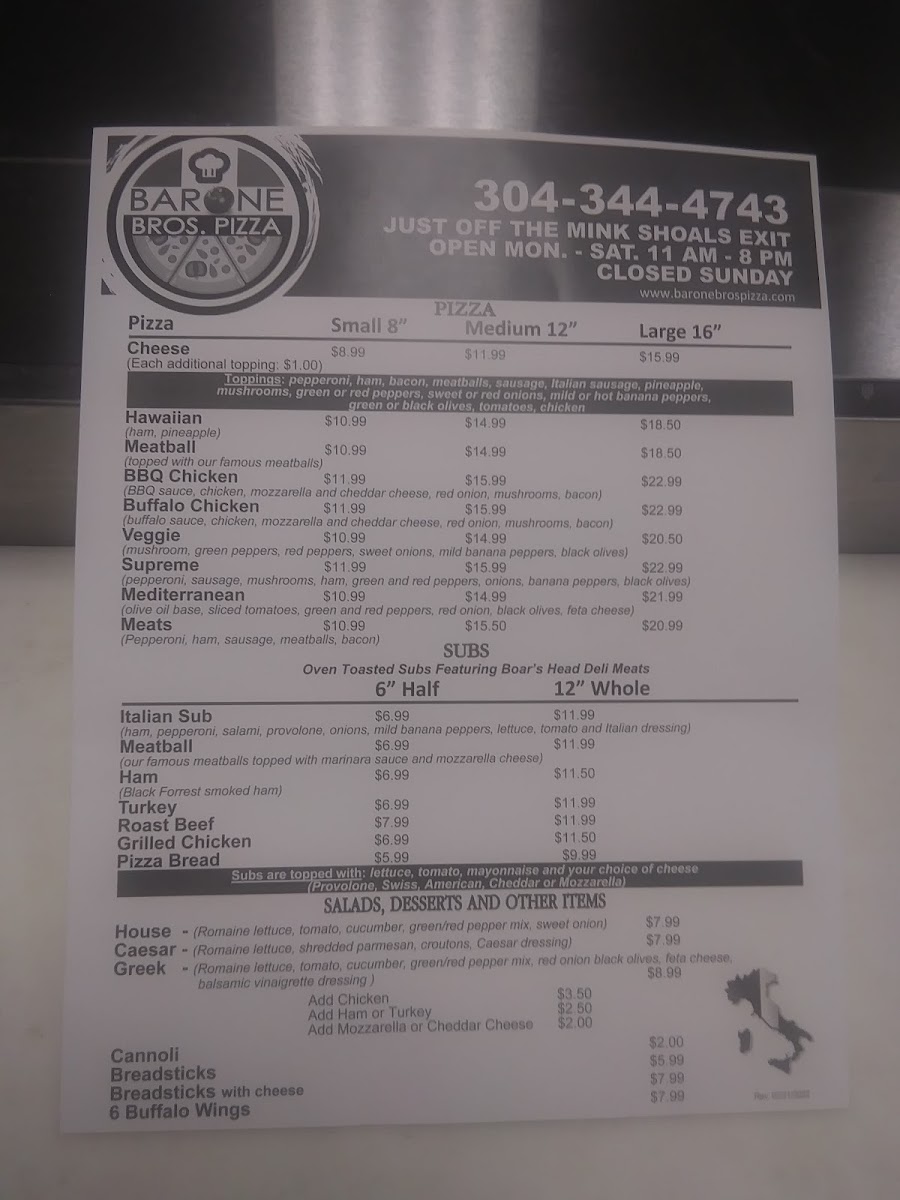 BARONE
BROS. PIZZA
304-344-4743
JUST OFF THE MINK SHOALS EXIT
OPEN MON. - SAT. 11 AM - 8 PM
CLOSED SUNDAY
www.baronebrospizza.com
PIZZA
Pizza Small 8" Medium 12" Large 16"
Cheese $8.99 $11.99 $15.99
(Each additional topping: $1.00)
Toppings: pepperoni, ham, bacon, meatballs, sausage, Italian sausage, pineapple,
mushrooms, green or red peppers, sweet or red onions, mild or hot banana peppers,
green or black olives, tomatoes, chicken
Hawaiian $10.99 $14.99 $18.50
(ham, pineapple)
Meatball $10.99 $14.99 $18.50
(topped with our famous meatballs)
BBQ Chicken $11.99 $15.99 $22.99
(BBQ sauce, chicken, mozzarella and cheddar cheese, red onion, mushrooms, bacon)
Buffalo Chicken $11.99 $15.99 $22.99
(buffalo sauce, chicken, mozzarella and cheddar cheese, red onion, mushrooms, bacon)
Veggie $10.99 $14.99 $20.50
(mushroom, green peppers, red peppers, sweet onions, mild banana peppers, black olives)
Supreme $11.99 $15.99 $22.99
(pepperoni, sausage, mushrooms, ham, green and red peppers, onions, banana peppers, black olives)
Mediterranean $10.99 $14.99 $21.99
(olive oil base, sliced tomatoes, green and red peppers, red onion, black olives, feta cheese)
Meats $10.99 $15.50 $20.99
(Pepperoni, ham, sausage, meatballs, bacon)
SUBS
Oven Toasted Subs Featuring Boar's Head Deli Meats
6" Half 12" Whole
Italian Sub $6.99 $11.99
(ham, pepperoni, salami, provolone, onions, mild banana peppers, lettuce, tomato and Italian dressing)
Meatball $6.99 $11.99
(our famous meatballs topped with marinara sauce and mozzarella cheese)
Ham $6.99 $11.50
(Black Forrest smoked ham)
Turkey $6.99 $11.99
Roast Beef $7.99 $11.99
Grilled Chicken $6.99 $11.50
Pizza Bread $5.99 $9.99
Subs are topped with: lettuce, tomato, mayonnaise and your choice of cheese
(Provolone, Swiss, American, Cheddar or Mozzarella)
SALADS, DESSERTS AND OTHER ITEMS
House - (Romaine lettuce, tomato, cucumber, green/red pepper mix, sweet onion) $7.99
Caesar - (Romaine lettuce, shredded parmesan, croutons, Caesar dressing) $7.99
Greek - (Romaine lettuce, tomato, cucumber, green/red pepper mix, red onion black olives, feta cheese,
balsamic vinaigrette dressing ) $8.99
Add Chicken $3.50
Add Ham or Turkey $2.50
Add Mozzarella or Cheddar Cheese $2.00
Cannoli $2.00
Breadsticks $5.99
Breadsticks with cheese $7.99
6 Buffalo Wings $7.99
Rev.